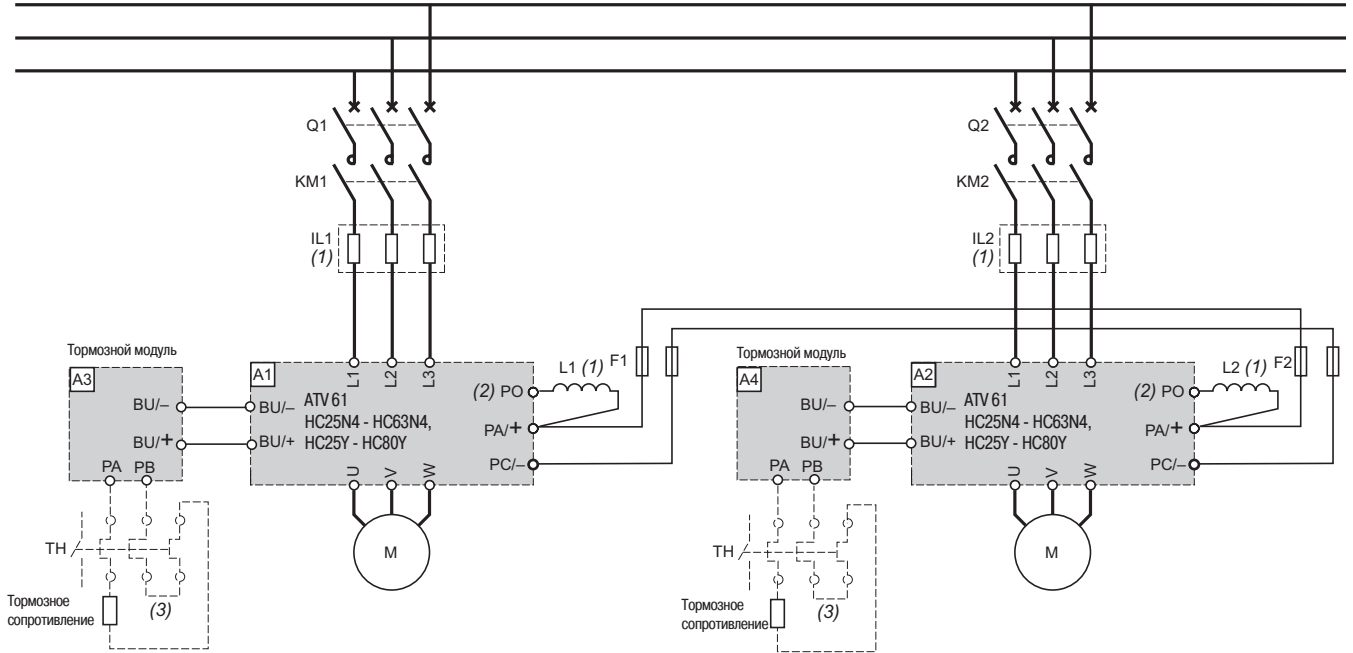 Q1
Q2
KM1
KM2
IL1
(1)
IL2
(1)
Тормозной модуль
A3
BU/–
BU/+
PA
PB
A1
L1
L2
L3
ATV 61
HC25N4 - HC63N4,
HC25Y - HC80Y
BU/–
BU/+
U
V
W
(2) PO
PA/+
PC/–
L1 (1)
F1
M
TH
(3)
Тормозное
сопротивление
Тормозной модуль
A4
BU/–
BU/+
PA
PB
A2
L1
L2
L3
ATV 61
HC25N4 - HC63N4,
HC25Y - HC80Y
BU/–
BU/+
U
V
W
(2) PO
PA/+
PC/–
L2 (1)
F2
M
TH
(3)
Тормозное
сопротивление